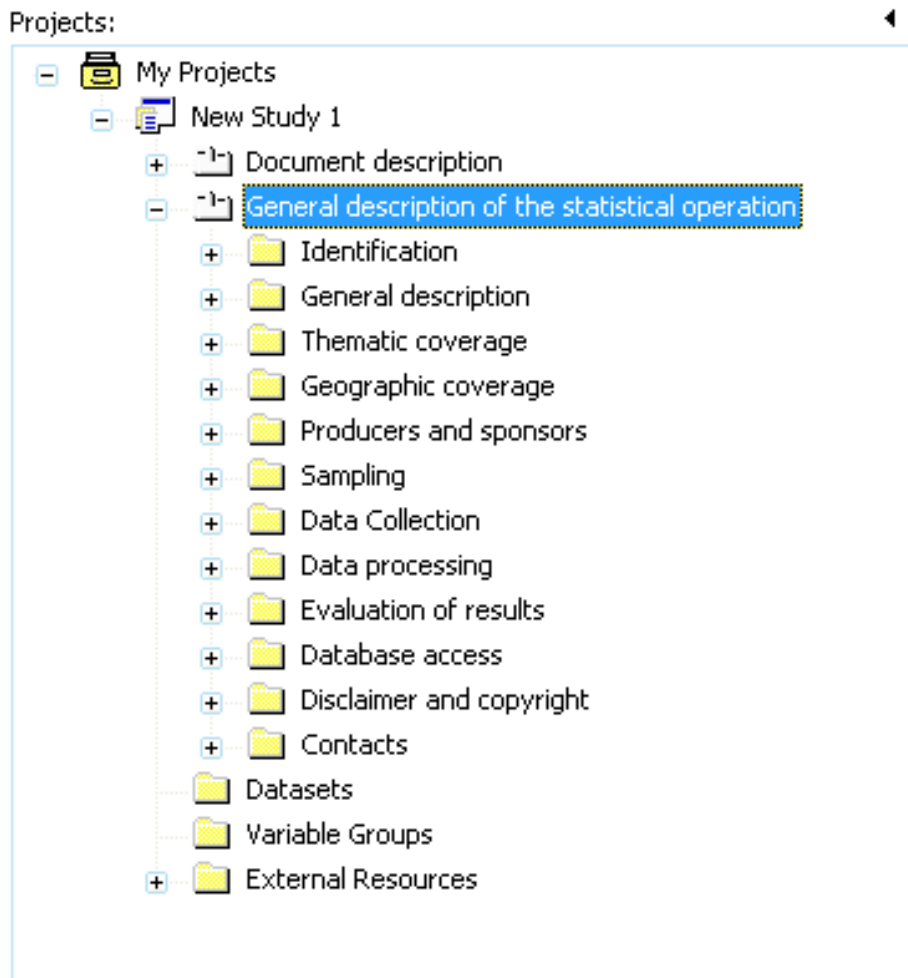 Projects:
My Projects
New Study 1
Document description
General description of the statistical operation
Identification
General description
Thematic coverage
Geographic coverage
Producers and sponsors
Sampling
Data Collection
Data processing
Evaluation of results
Database access
Disclaimer and copyright
Contacts
Datasets
Variable Groups
External Resources